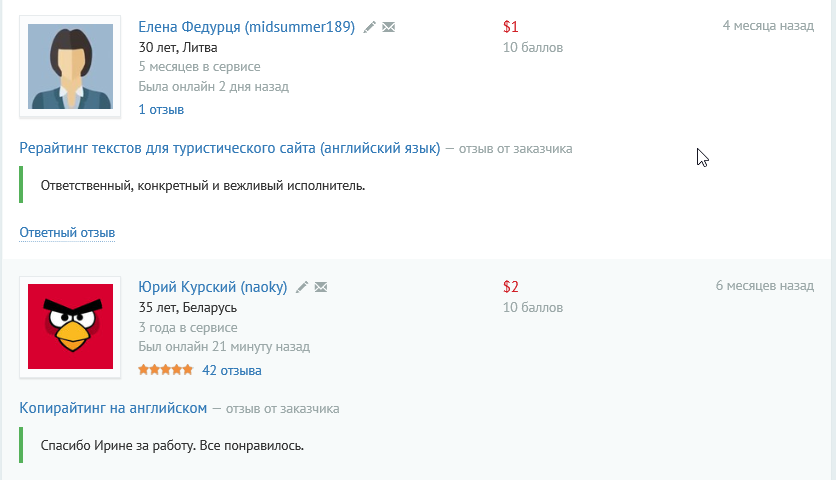 Елена Федурця (midsummer189) $1 4 месяца назад
30 лет, Литва 10 баллов
5 месяцев в сервисе
Была онлайн 2 дня назад
1 отзыв
Рерайтинг текстов для туристического сайта (английский язык) — отзыв от заказчика
Ответственный, конкретный и вежливый исполнитель.
Ответный отзыв
Юрий Курский (naoky) $2 6 месяцев назад
35 лет, Беларусь 10 баллов
3 года в сервисе
Был онлайн 21 минуту назад
42 отзыва
Копирайтинг на английском — отзыв от заказчика
Спасибо Ирине за работу. Все понравилось.